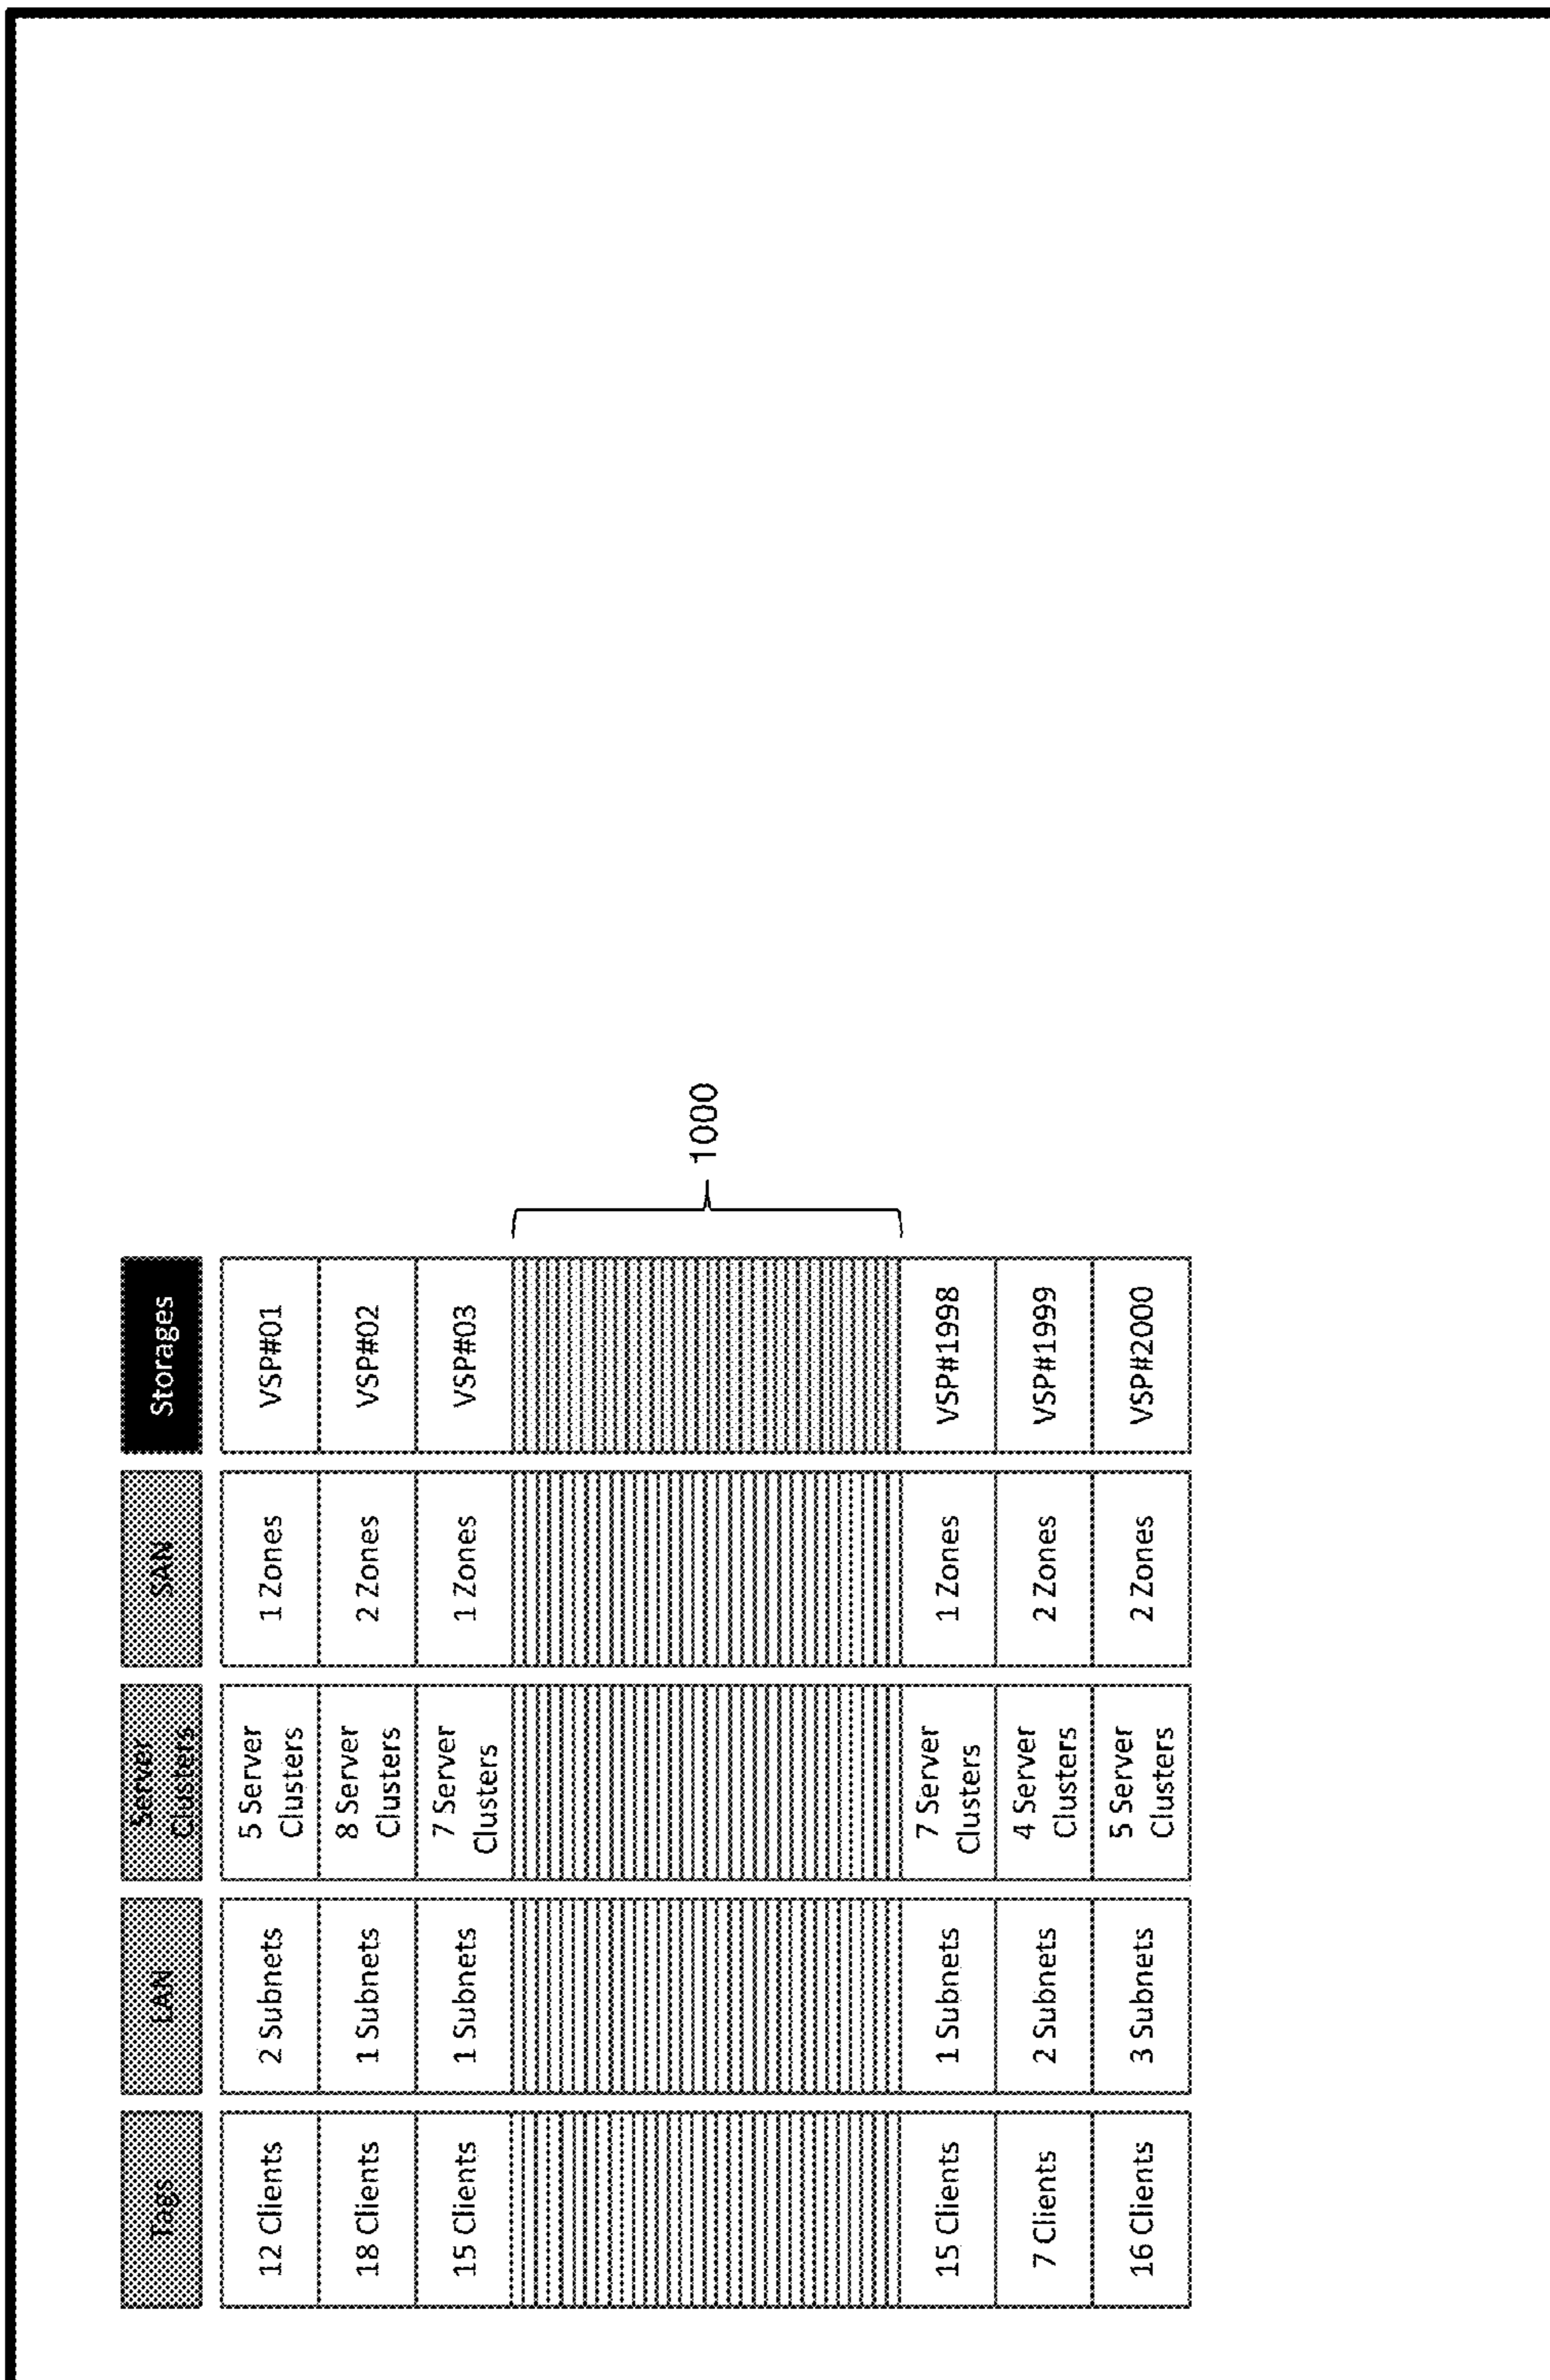 Tags
LAN
Server
Clusters
SAN
Storages
12 Clients
2 Subnets
5 Server
Clusters
1 Zones
VSP#01
18 Clients
1 Subnets
8 Server
Clusters
2 Zones
VSP#02
15 Clients
1 Subnets
7 Server
Clusters
1 Zones
VSP#03
1000
15 Clients
1 Subnets
7 Server
Clusters
1 Zones
VSP#1998
7 Clients
2 Subnets
4 Server
Clusters
2 Zones
VSP#1999
16 Clients
3 Subnets
5 Server
Clusters
2 Zones
VSP#2000